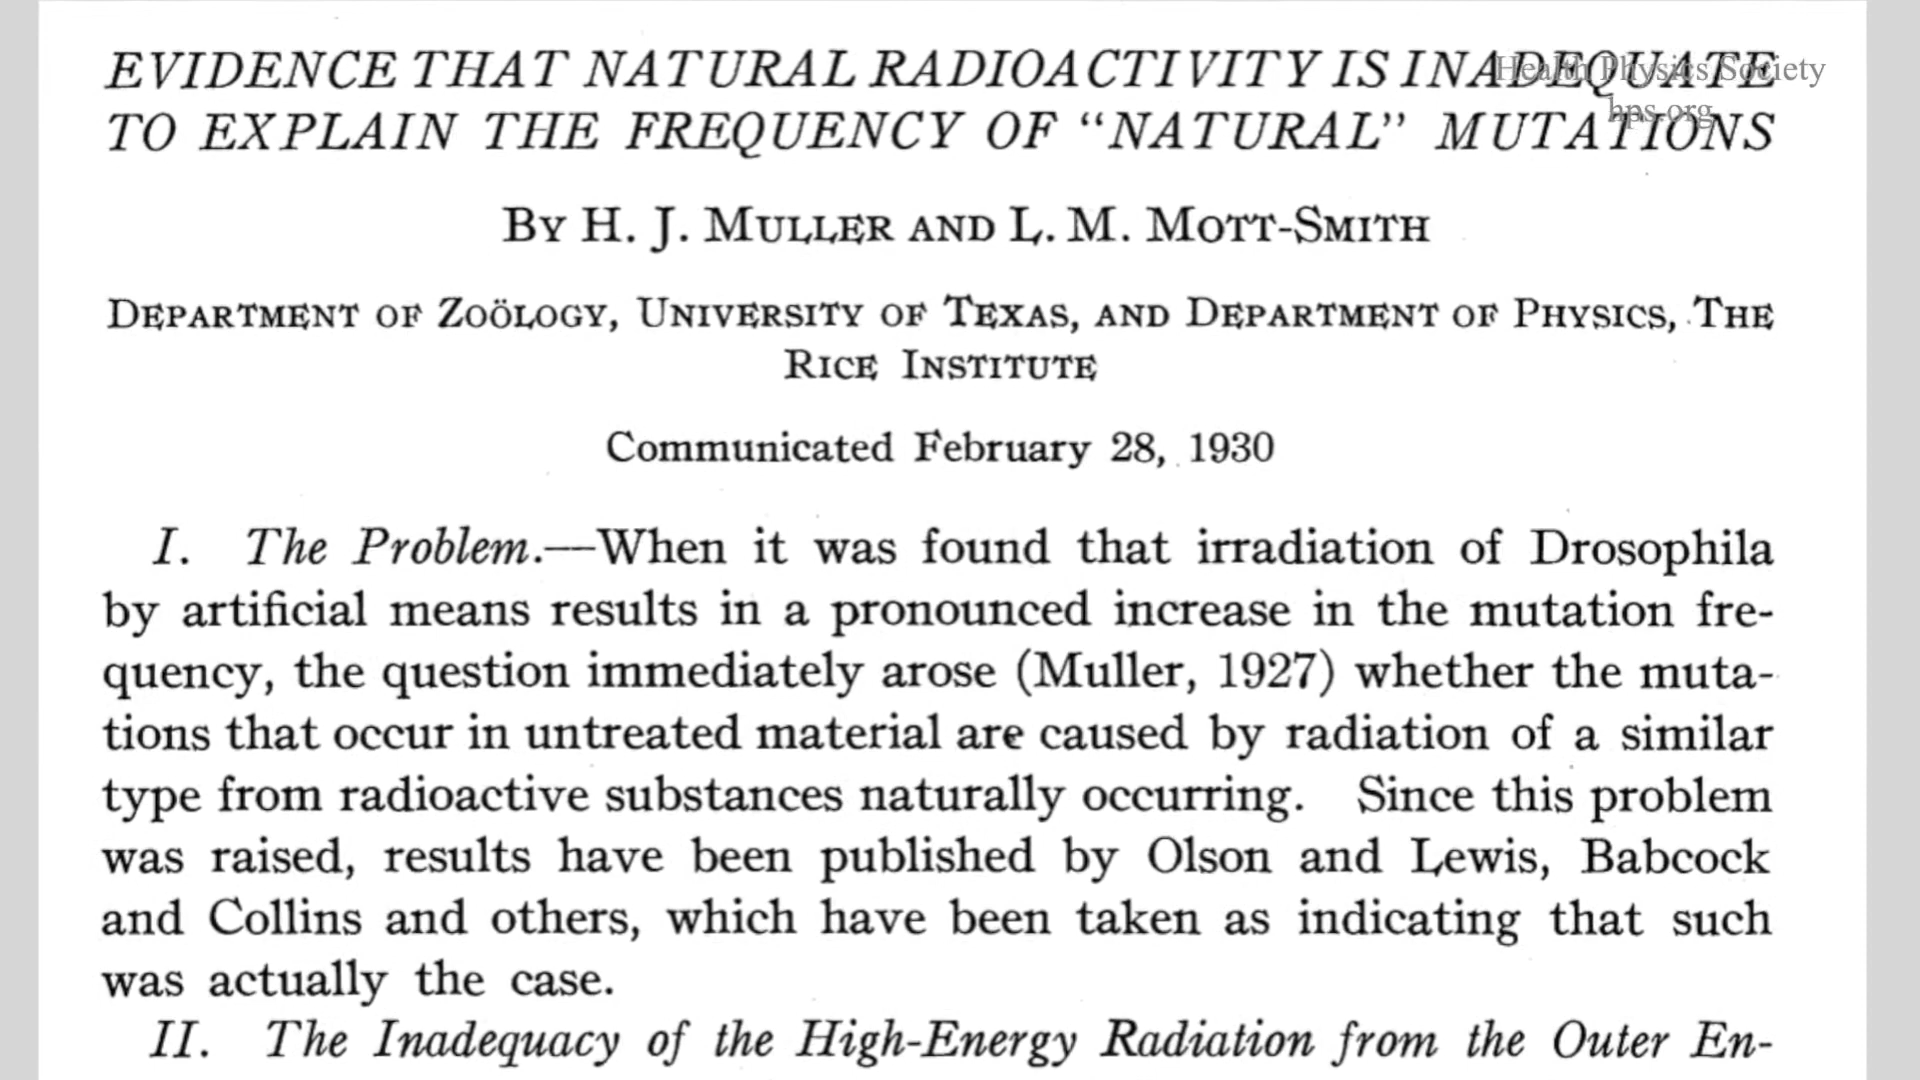 EVIDENCE THAT NATURAL RADIOACTIVITY IS INADEQUATE
Health Physics Society
hps.org
TO EXPLAIN THE FREQUENCY OF “NATURAL” MUTATIONS
BY H. J. MULLER AND L. M. MOTT-SMITH
DEPARTMENT OF ZOÖLOGY, UNIVERSITY OF TEXAS, AND DEPARTMENT OF PHYSICS, THE
RICE INSTITUTE
Communicated February 28, 1930
I. The Problem.—When it was found that irradiation of Drosophila
by artificial means results in a pronounced increase in the mutation fre-
quency, the question immediately arose (Muller, 1927) whether the muta-
tions that occur in untreated material are caused by radiation of a similar
type from radioactive substances naturally occurring. Since this problem
was raised, results have been published by Olson and Lewis, Babcock
and Collins and others, which have been taken as indicating that such
was actually the case.
II. The Inadequacy of the High-Energy Radiation from the Outer En-